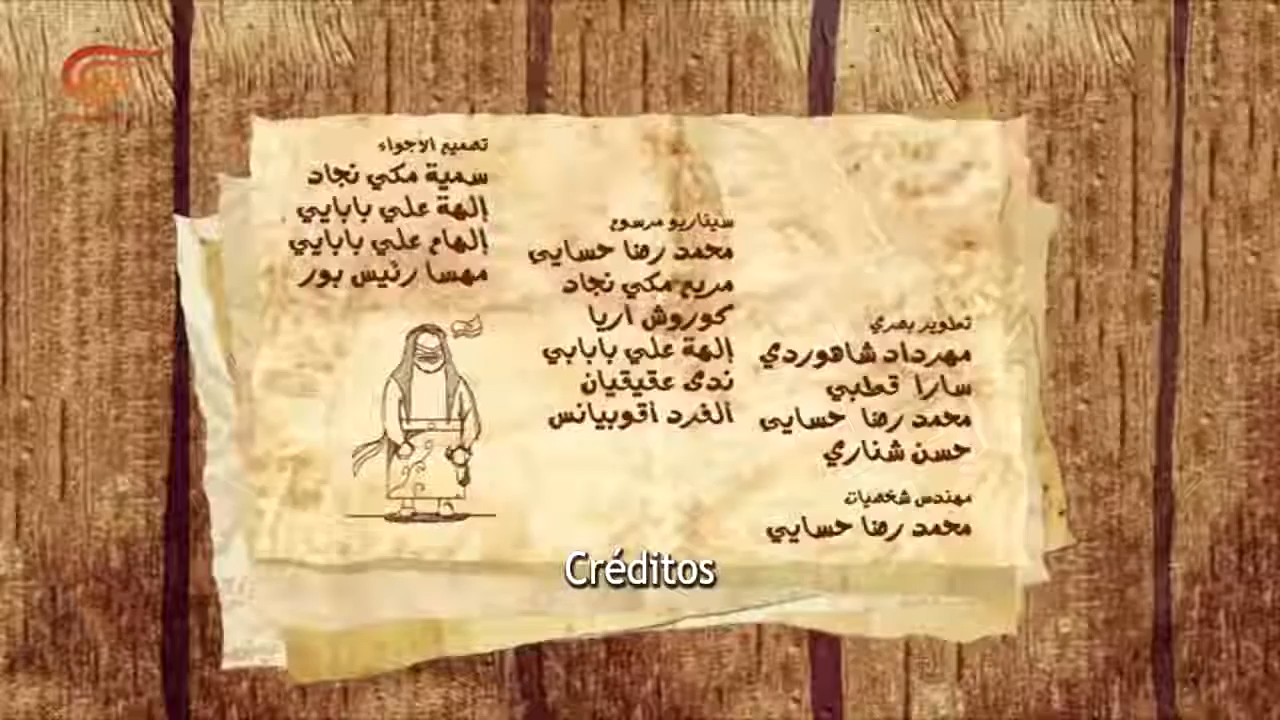 تطوير بصري
مهرداد شاهوردي
سارا قطبي
محمد رضا حسايي
حسن شناري
مهندس شخصيات
محمد رضا حسايي
سيناريو مرسوم
محمد رضا حسايي
مريم مكي نجاد
كوروش اريا
إلهة علي بابايي
ندى عقيقيان
ألفرد أقوبيانس
تصميم الأجواء
سمية مكي نجاد
إلهة علي بابايي
إلهام علي بابايي
مهسا رئيس بور
Créditos